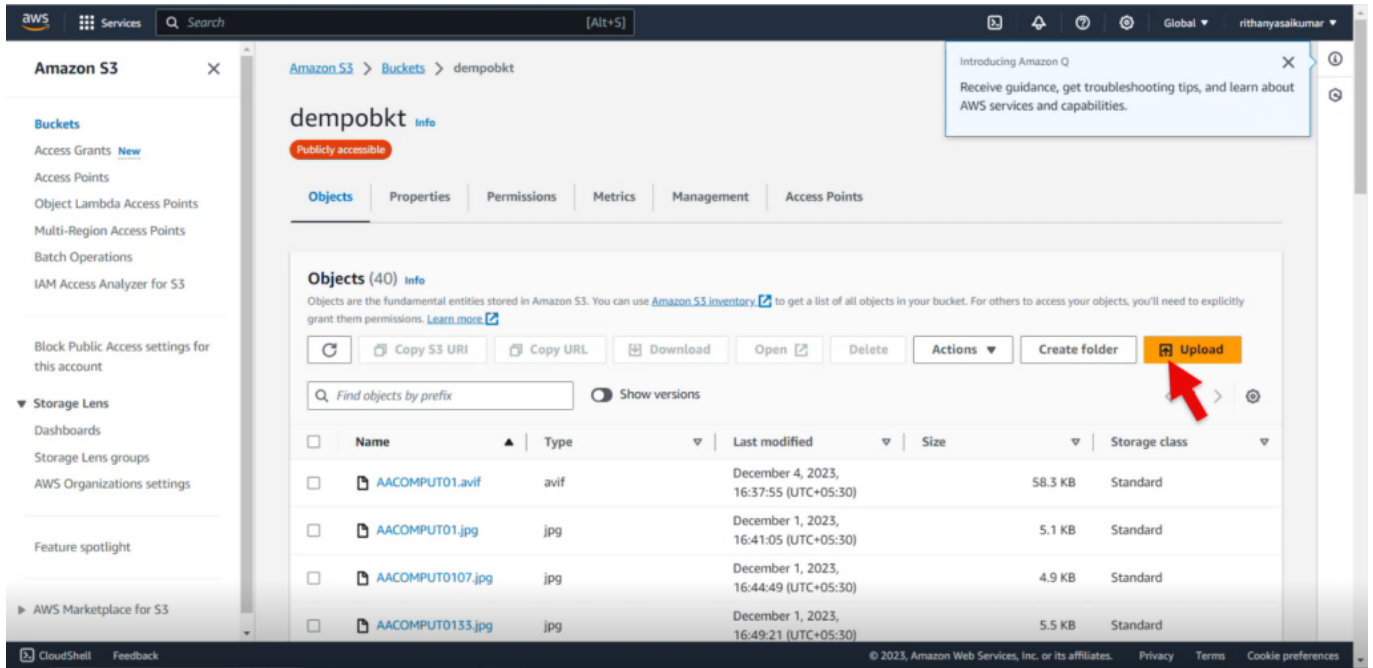 aws
Services
Search
[Alt+S]
Global ▼
rithanyasaikumar ▼
Amazon S3
Buckets
Access Grants New
Access Points
Object Lambda Access Points
Multi-Region Access Points
Batch Operations
IAM Access Analyzer for S3
Block Public Access settings for
this account
▼ Storage Lens
Dashboards
Storage Lens groups
AWS Organizations settings
Feature spotlight
▶ AWS Marketplace for S3
Amazon S3 > Buckets > dempobkt
dempobkt Info
Publicly accessible
Introducing Amazon Q
Receive guidance, get troubleshooting tips, and learn about
AWS services and capabilities.
Objects Properties Permissions Metrics Management Access Points
Objects (40) Info
Objects are the fundamental entities stored in Amazon S3. You can use Amazon S3 inventory to get a list of all objects in your bucket. For others to access your objects, you'll need to explicitly
grant them permissions. Learn more
Copy S3 URI Copy URL Download Open Delete Actions ▼ Create folder Upload
Find objects by prefix
Show versions
Name Type Last modified Size Storage class
AACOMPUT01.avif avif December 4, 2023, 16:37:55 (UTC+05:30) 58.3 KB Standard
AACOMPUT01.jpg jpg December 1, 2023, 16:41:05 (UTC+05:30) 5.1 KB Standard
AACOMPUT0107.jpg jpg December 1, 2023, 16:44:49 (UTC+05:30) 4.9 KB Standard
AACOMPUT0133.jpg jpg December 1, 2023, 16:49:21 (UTC+05:30) 5.5 KB Standard
CloudShell Feedback
© 2023, Amazon Web Services, Inc. or its affiliates. Privacy Terms Cookie preferences